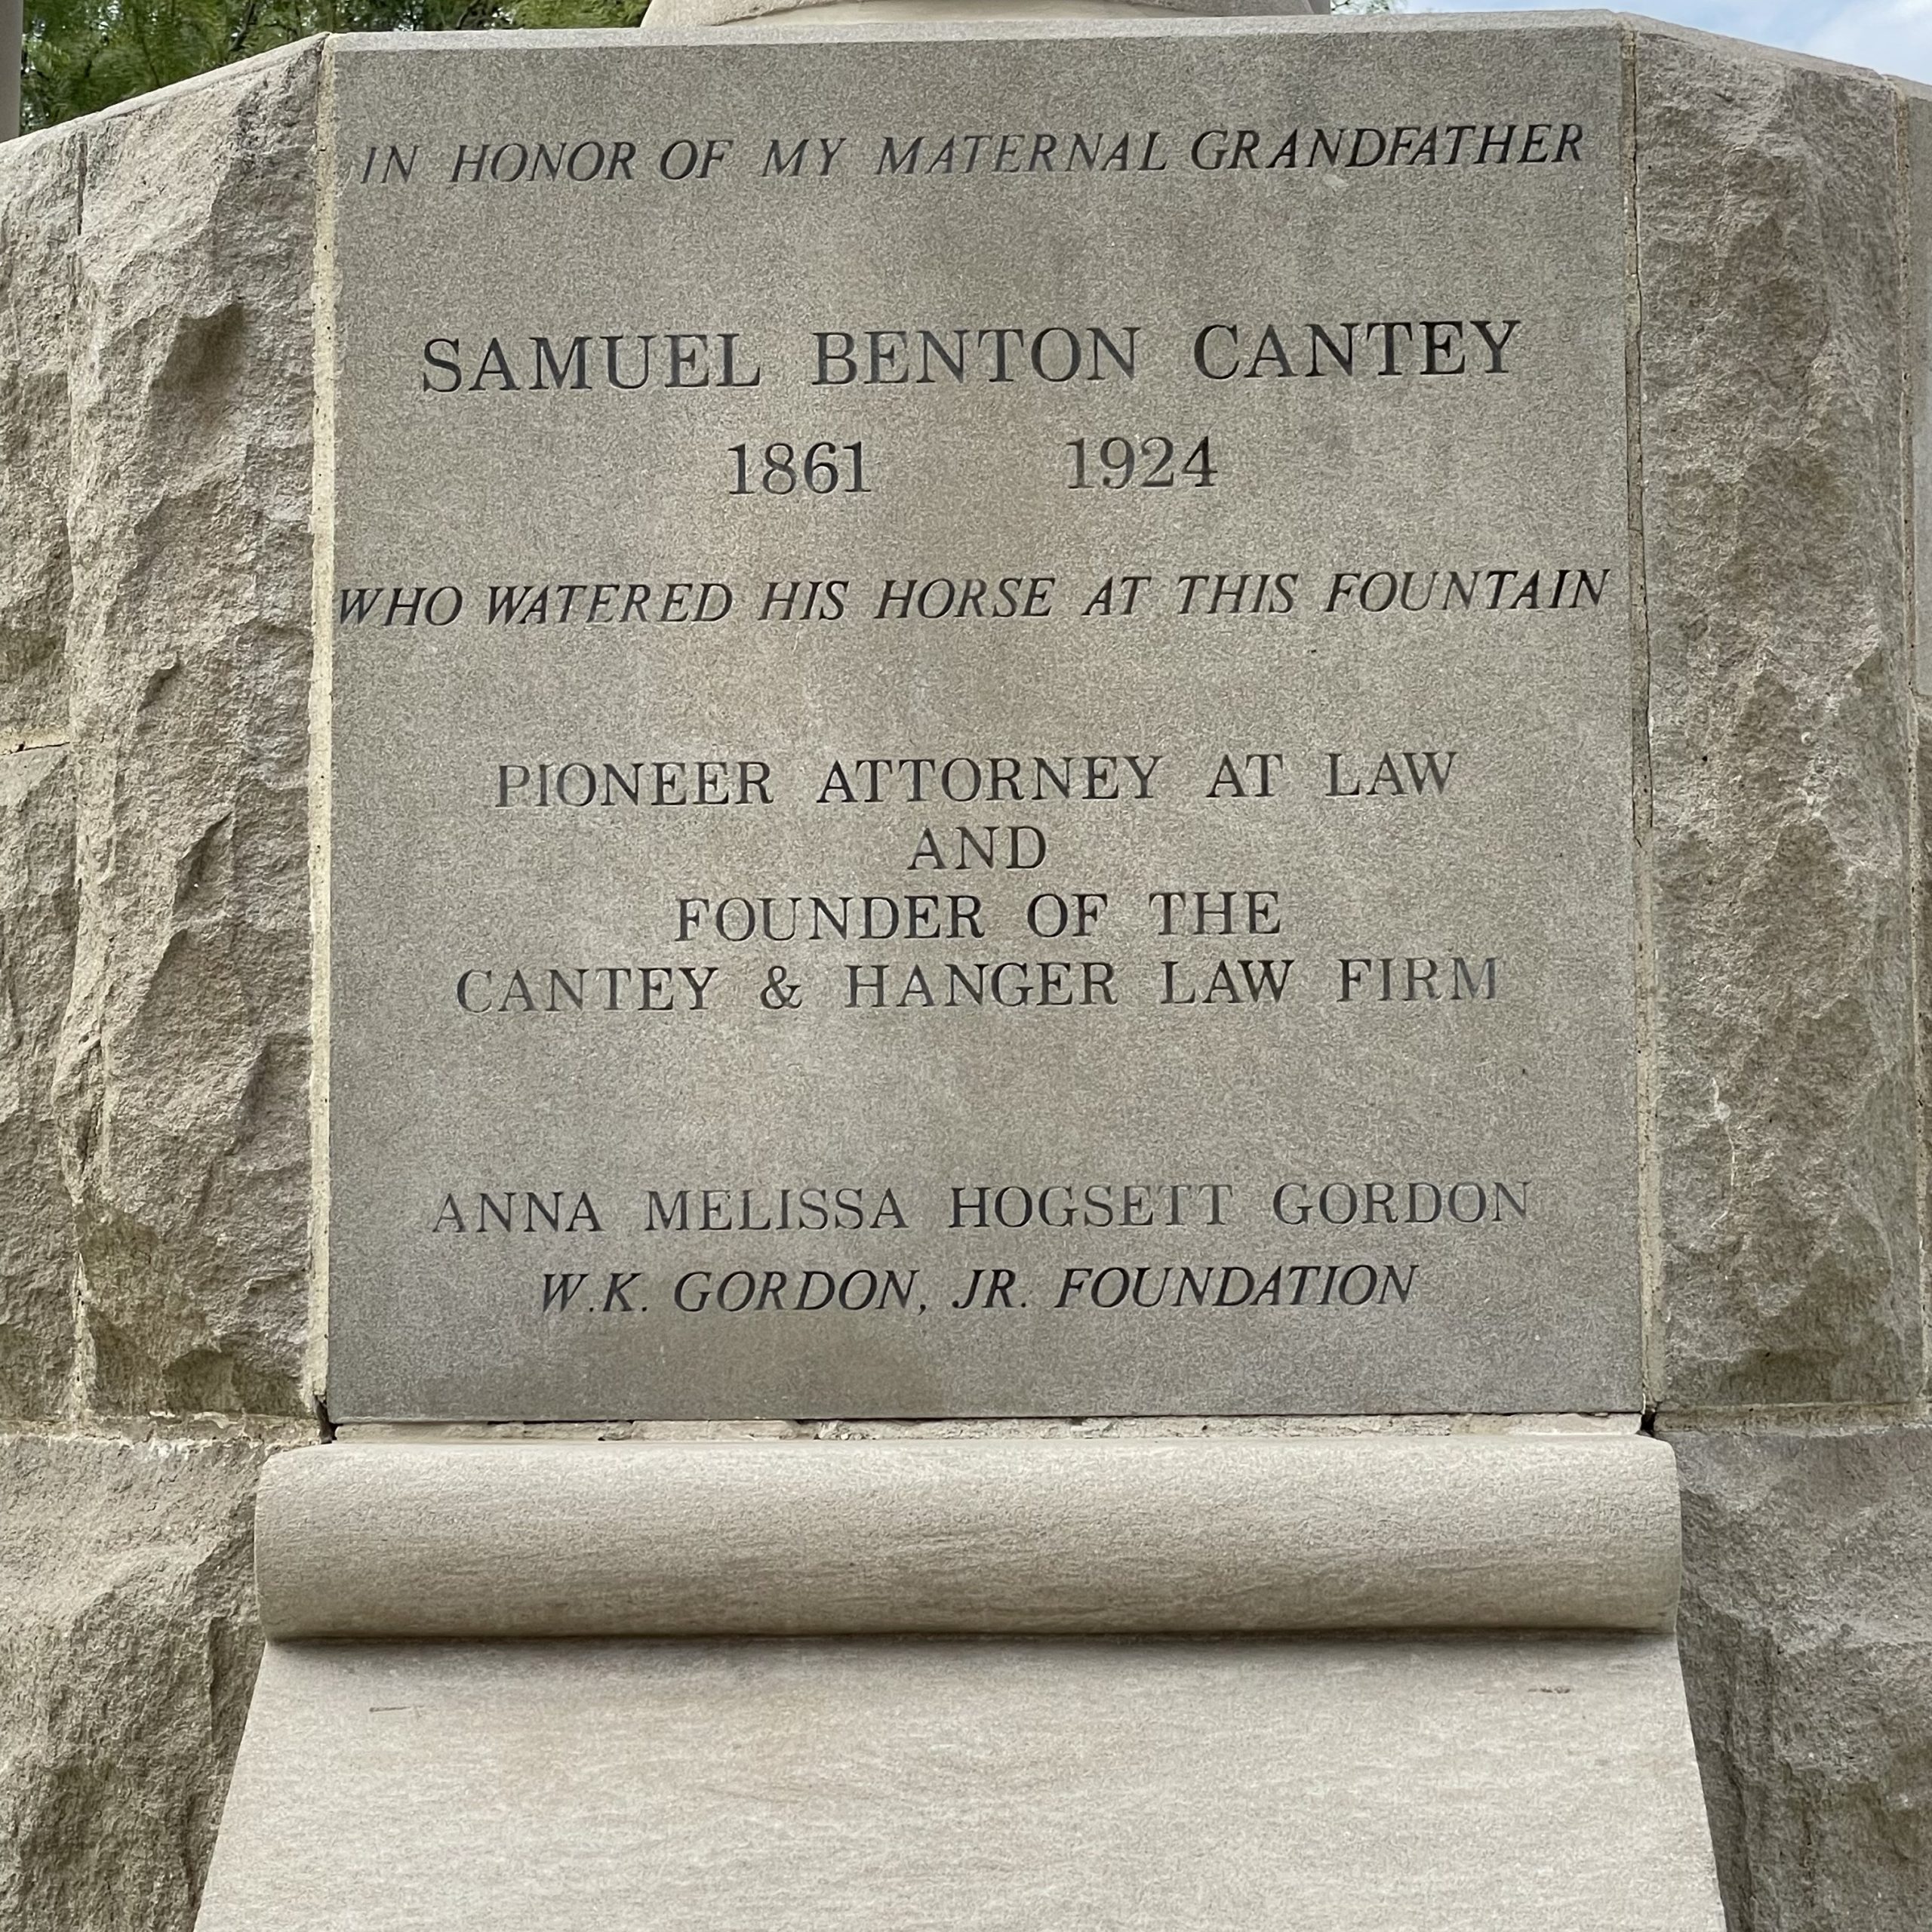 IN HONOR OF MY MATERNAL GRANDFATHER
SAMUEL BENTON CANTEY
1861 1924
WHO WATERED HIS HORSE AT THIS FOUNTAIN
PIONEER ATTORNEY AT LAW
AND
FOUNDER OF THE
CANTEY & HANGER LAW FIRM
ANNA MELISSA HOGSETT GORDON
W.K. GORDON, JR. FOUNDATION